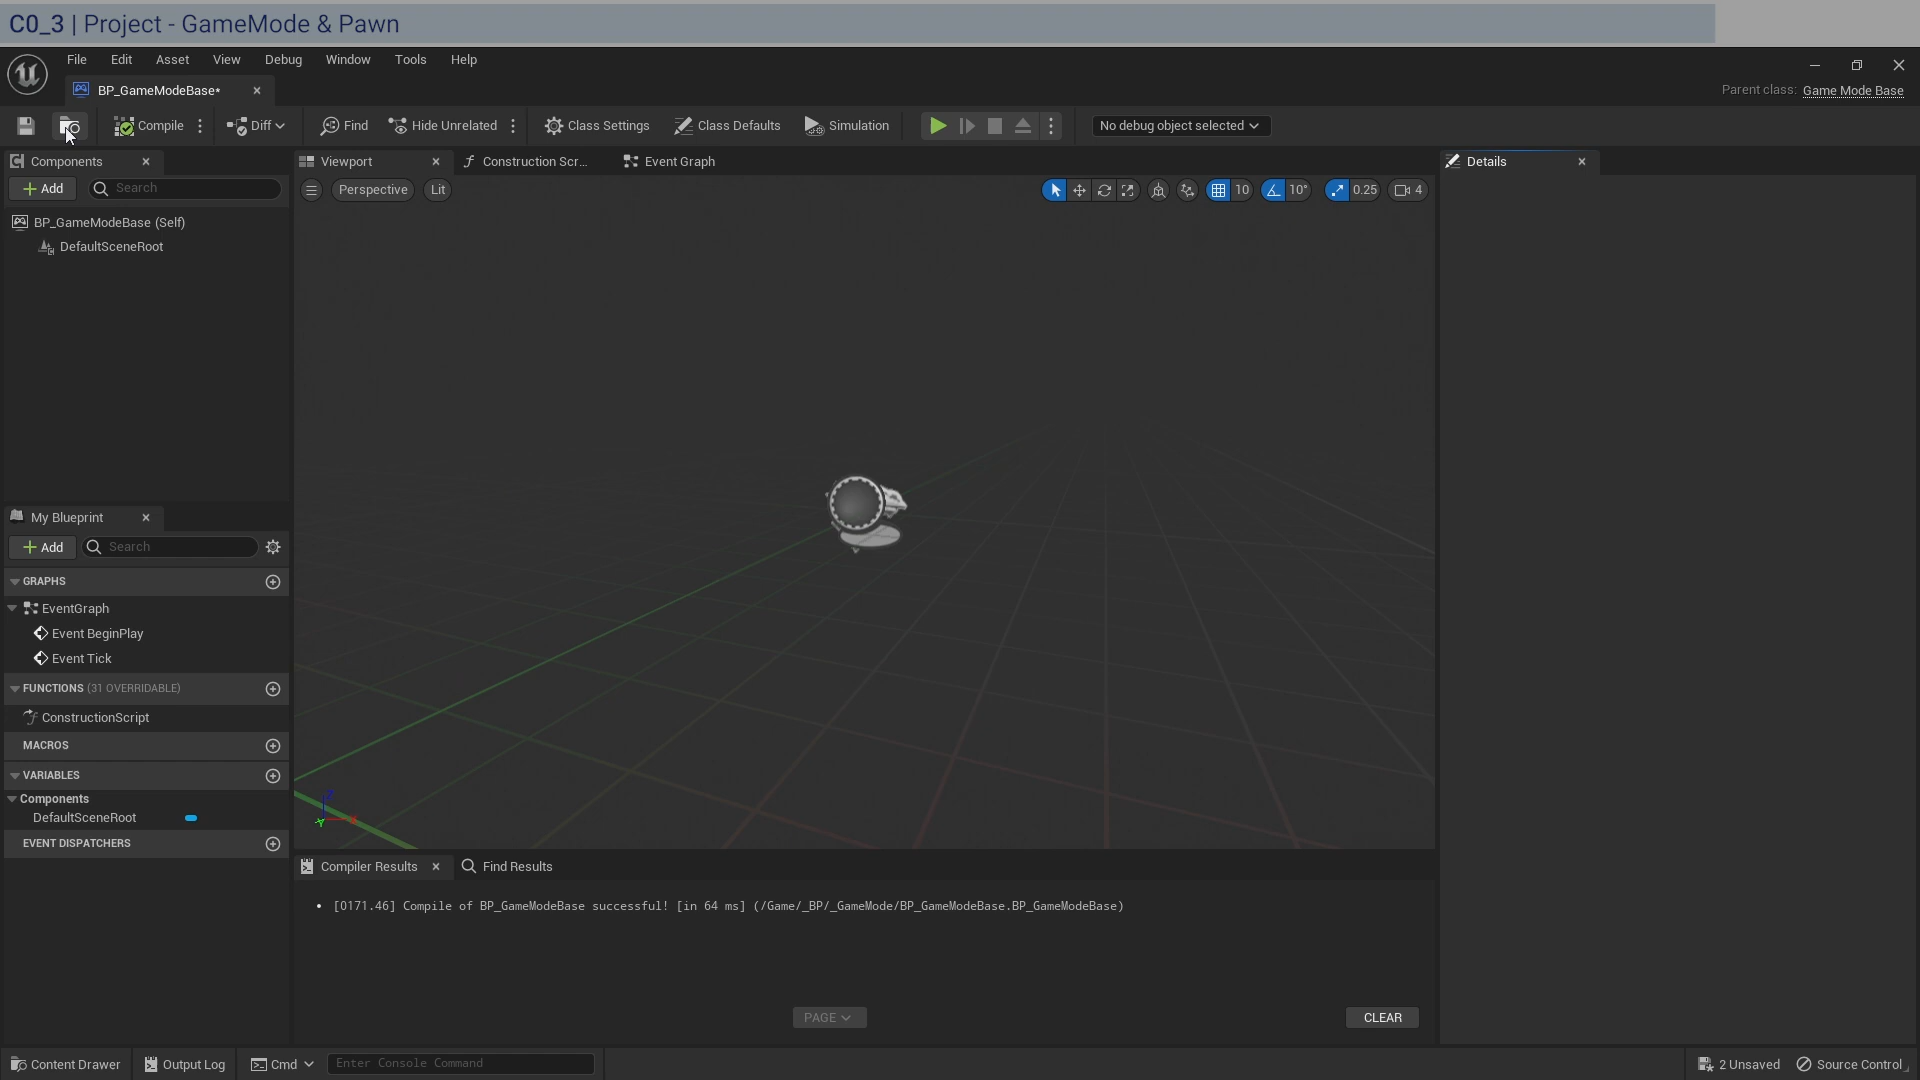 C0_3 | Project - GameMode & Pawn
File Edit Asset View Debug Window Tools Help
BP_GameModeBase*
Parent class: Game Mode Base
Compile Diff Find Hide Unrelated Class Settings Class Defaults Simulation No debug object selected
Components
Viewport Construction Scr... Event Graph
Details
Add Search
Perspective Lit
10 10° 0.25 4
BP_GameModeBase (Self)
DefaultSceneRoot
My Blueprint
Add Search
GRAPHS
EventGraph
Event BeginPlay
Event Tick
FUNCTIONS (31 OVERRIDABLE)
ConstructionScript
MACROS
VARIABLES
Components
DefaultSceneRoot
EVENT DISPATCHERS
Z
X
Y
Compiler Results Find Results
[0171.46] Compile of BP_GameModeBase successful! [in 64 ms] (/Game/_BP/_GameMode/BP_GameModeBase.BP_GameModeBase)
PAGE CLEAR
Content Drawer Output Log Cmd Enter Console Command 2 Unsaved Source Control